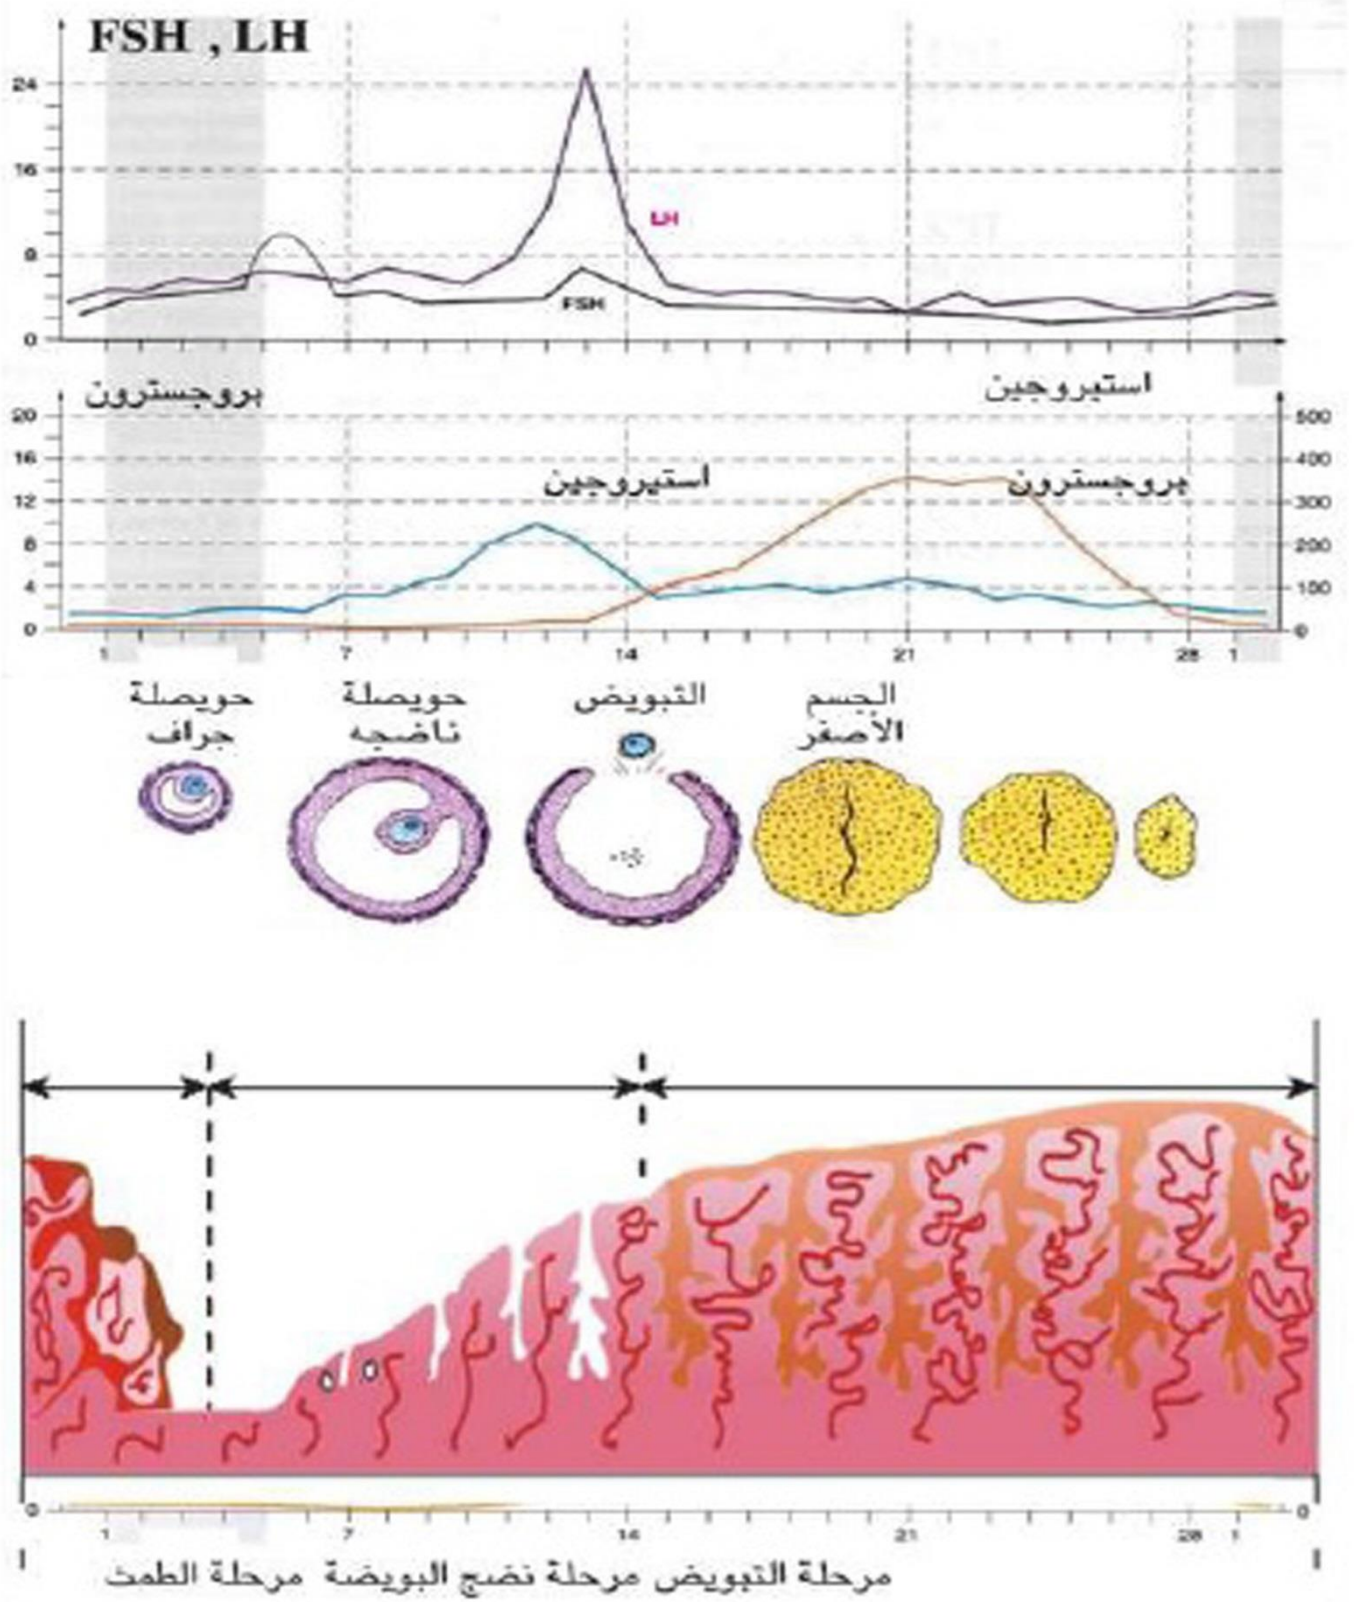 FSH , LH
24
16
8
0
LH
FSH
بروجسترون
استيروجين
20
16
12
8
4
0
500
400
300
200
100
0
استيروجين
بروجسترون
1 7 14 21 28 1
حويصلة
جراف
حويصلة
ناضجه
التبويض
الجسم
الأصفر
0 0
1 7 14 21 28 1
مرحلة الطمث
مرحلة نضج البويضة
مرحلة التبويض